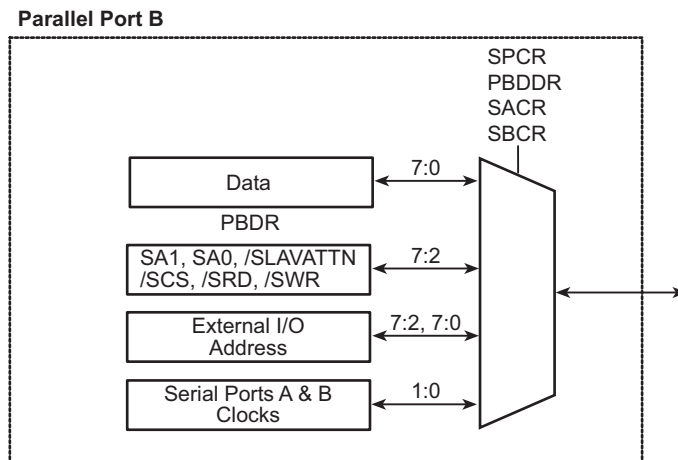 Parallel Port B
SPCR
PBDDR
SACR
SBCR
Data
7:0
PBDR
SA1, SA0, /SLAVATTN
/SCS, /SRD, /SWR
7:2
External I/O
Address
7:2, 7:0
Serial Ports A & B
Clocks
1:0